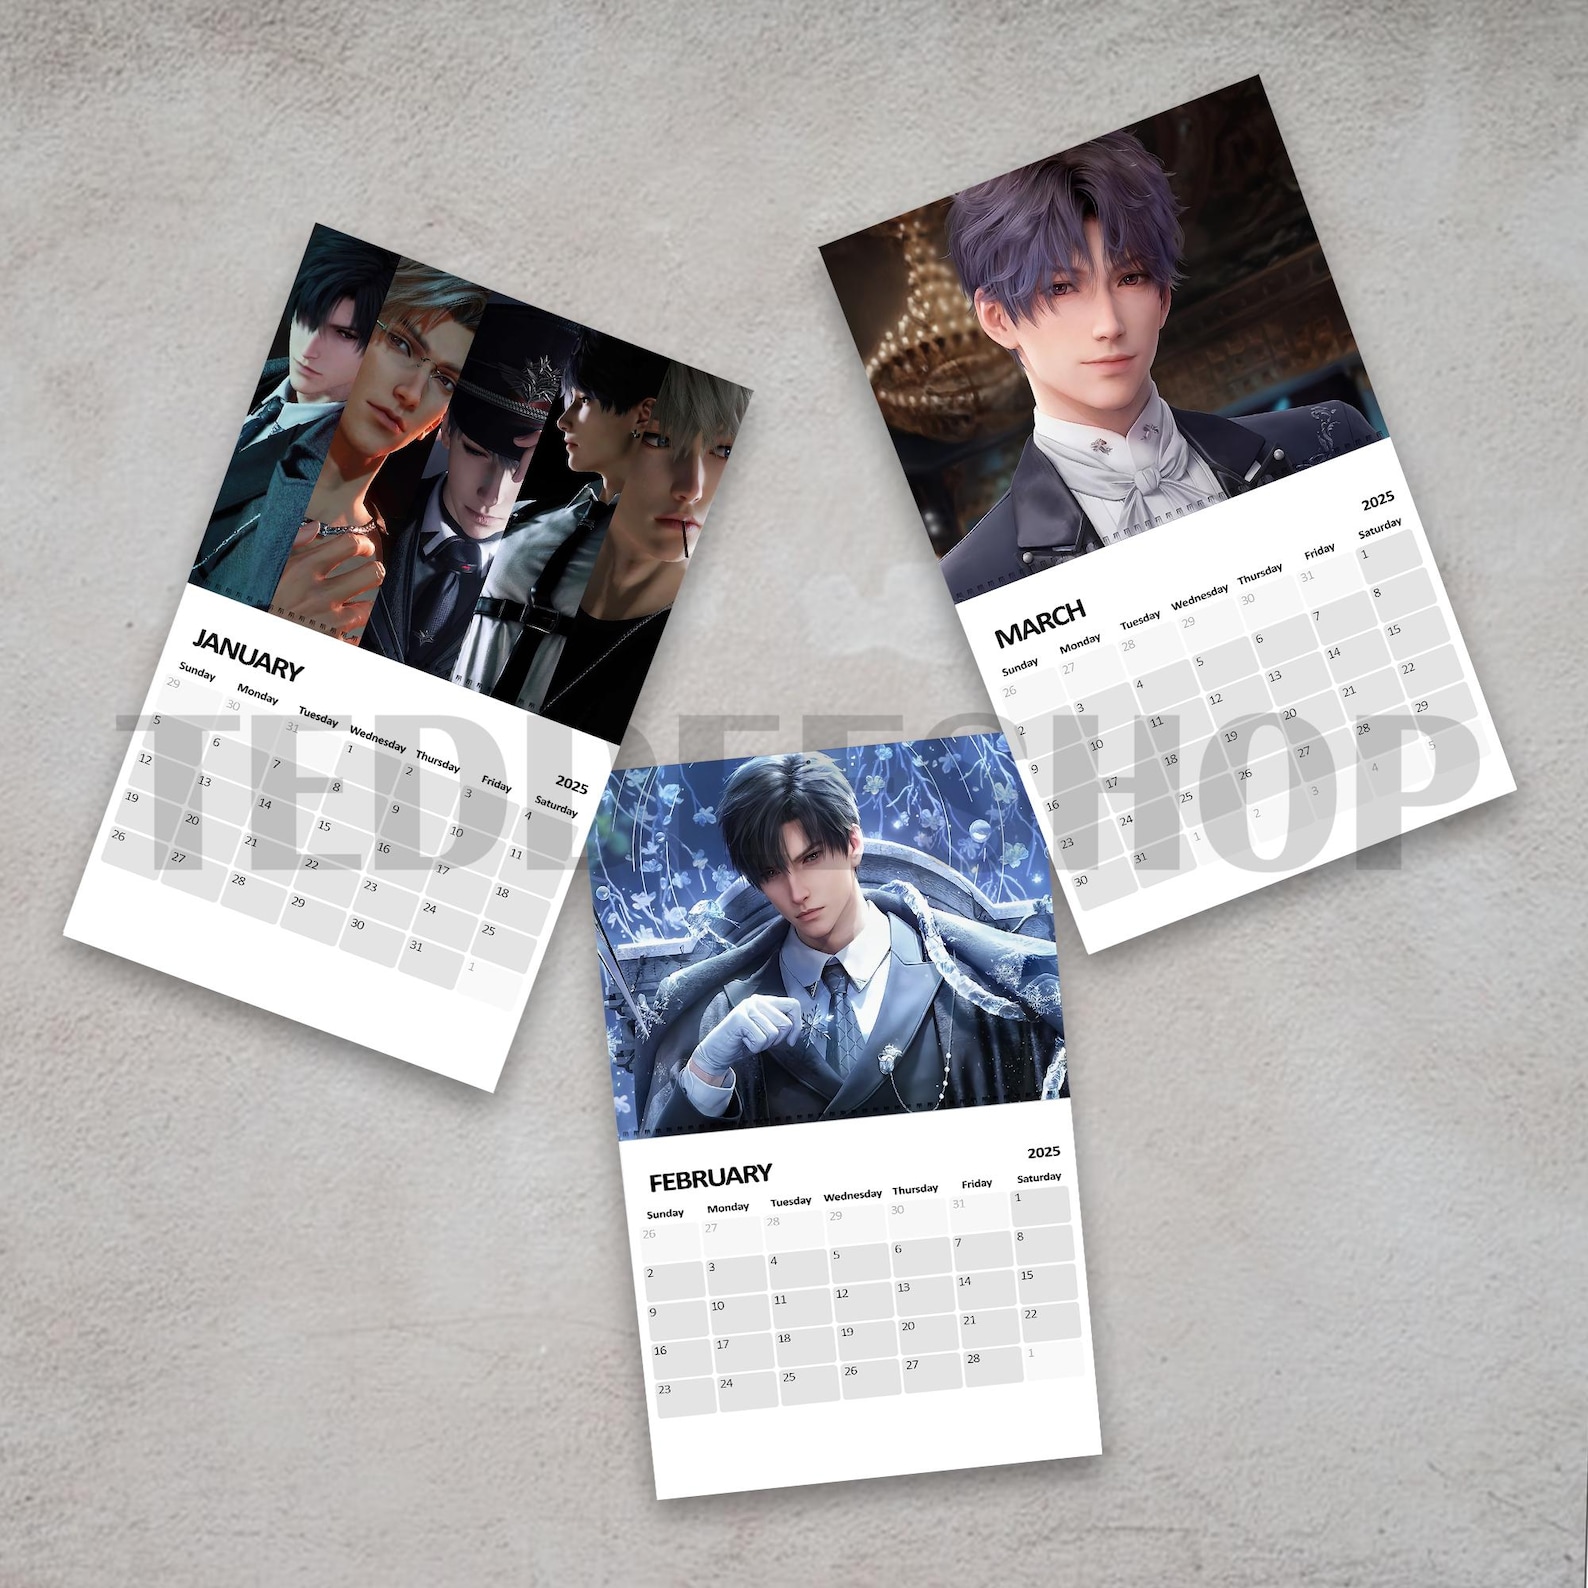 JANUARY
2025
Sunday Monday Tuesday Wednesday Thursday Friday Saturday
29 30 31 1 2 3 4
5 6 7 8 9 10 11
12 13 14 15 16 17 18
19 20 21 22 23 24 25
26 27 28 29 30 31 1
MARCH
2025
Sunday Monday Tuesday Wednesday Thursday Friday Saturday
26 27 28 29 30 31 1
2 3 4 5 6 7 8
9 10 11 12 13 14 15
16 17 18 19 20 21 22
23 24 25 26 27 28 29
30 31 1 2 3 4 5
FEBRUARY
2025
Sunday Monday Tuesday Wednesday Thursday Friday Saturday
26 27 28 29 30 31 1
2 3 4 5 6 7 8
9 10 11 12 13 14 15
16 17 18 19 20 21 22
23 24 25 26 27 28 1